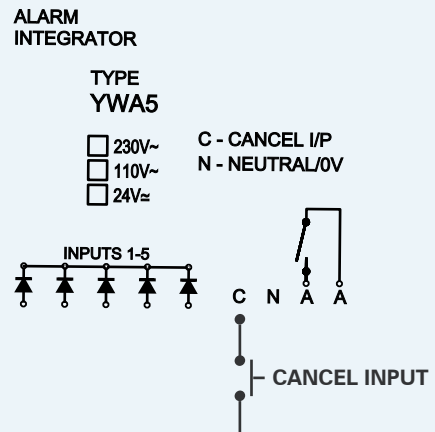 ALARM
INTEGRATOR
TYPE
YWA5
230V~
110V~
24V≃
C - CANCEL I/P
N - NEUTRAL/0V
INPUTS 1-5
C N A A
CANCEL INPUT